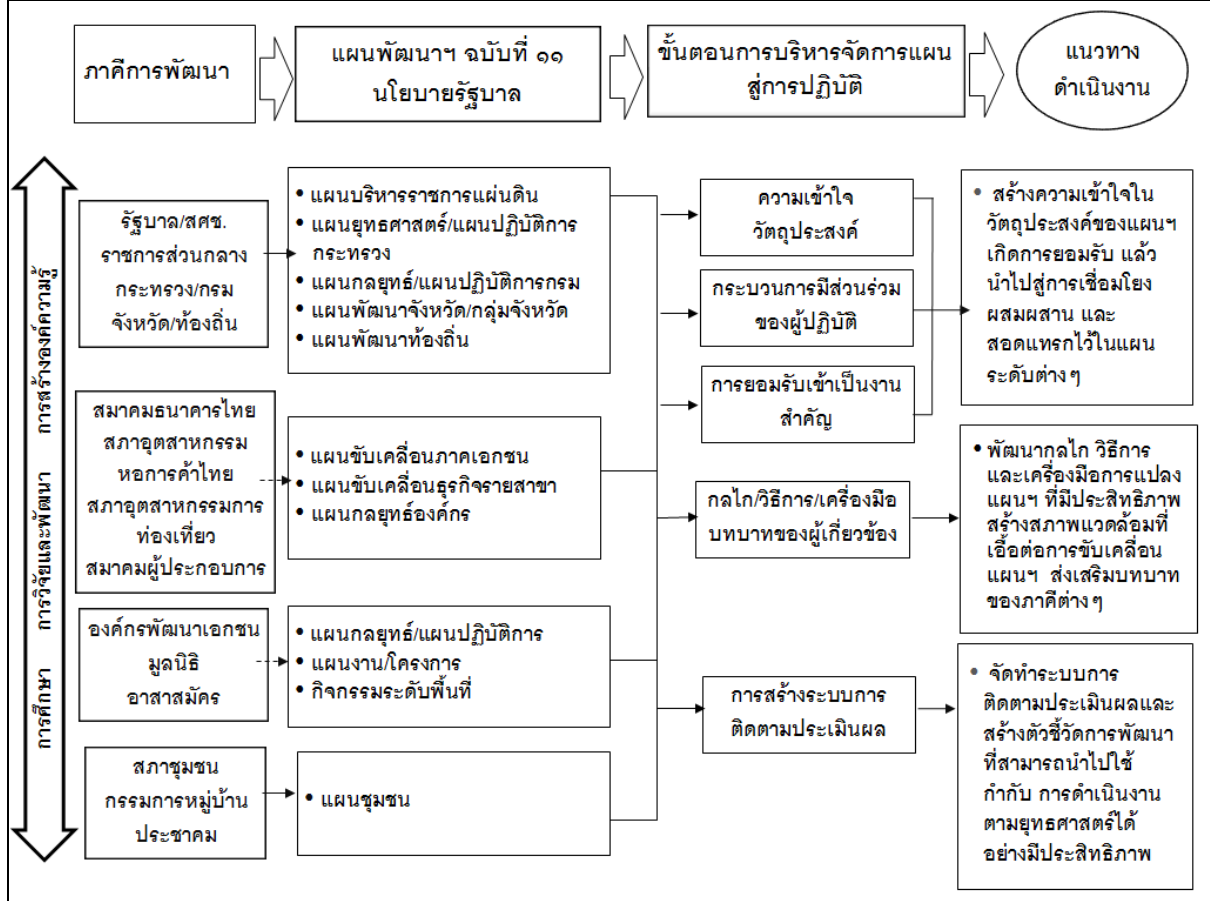 ภาคีการพัฒนา
แผนพัฒนาฯ ฉบับที่ ๑๑
นโยบายรัฐบาล
ขั้นตอนการบริหารจัดการแผน
สู่การปฏิบัติ
แนวทาง
ดำเนินงาน
การศึกษา การวิจัยและพัฒนา การสร้างองค์ความรู้
รัฐบาล/สศช.
ราชการส่วนกลาง
กระทรวง/กรม
จังหวัด/ท้องถิ่น
• แผนบริหารราชการแผ่นดิน
• แผนยุทธศาสตร์/แผนปฏิบัติการ
กระทรวง
• แผนกลยุทธ์/แผนปฏิบัติการกรม
• แผนพัฒนาจังหวัด/กลุ่มจังหวัด
• แผนพัฒนาท้องถิ่น
สมาคมธนาคารไทย
สภาอุตสาหกรรม
หอการค้าไทย
สภาอุตสาหกรรมการ
ท่องเที่ยว
สมาคมผู้ประกอบการ
• แผนขับเคลื่อนภาคเอกชน
• แผนขับเคลื่อนธุรกิจรายสาขา
• แผนกลยุทธ์องค์กร
องค์กรพัฒนาเอกชน
มูลนิธิ
อาสาสมัคร
• แผนกลยุทธ์/แผนปฏิบัติการ
• แผนงาน/โครงการ
• กิจกรรมระดับพื้นที่
สภาชุมชน
กรรมการหมู่บ้าน
ประชาคม
• แผนชุมชน
ความเข้าใจ
วัตถุประสงค์
กระบวนการมีส่วนร่วม
ของผู้ปฏิบัติ
การยอมรับเข้าเป็นงาน
สำคัญ
กลไก/วิธีการ/เครื่องมือ
บทบาทของผู้เกี่ยวข้อง
การสร้างระบบการ
ติดตามประเมินผล
• สร้างความเข้าใจใน
วัตถุประสงค์ของแผนฯ
เกิดการยอมรับ แล้ว
นำไปสู่การเชื่อมโยง
ผสมผสาน และ
สอดแทรกไว้ในแผน
ระดับต่างๆ
• พัฒนากลไก วิธีการ
และเครื่องมือการแปลง
แผนฯ ที่มีประสิทธิภาพ
สร้างสภาพแวดล้อมที่
เอื้อต่อการขับเคลื่อน
แผนฯ ส่งเสริมบทบาท
ของภาคีต่างๆ
• จัดทำระบบการ
ติดตามประเมินผลและ
สร้างตัวชี้วัดการพัฒนา
ที่สามารถนำไปใช้
กำกับ การดำเนินงาน
ตามยุทธศาสตร์ได้
อย่างมีประสิทธิภาพ